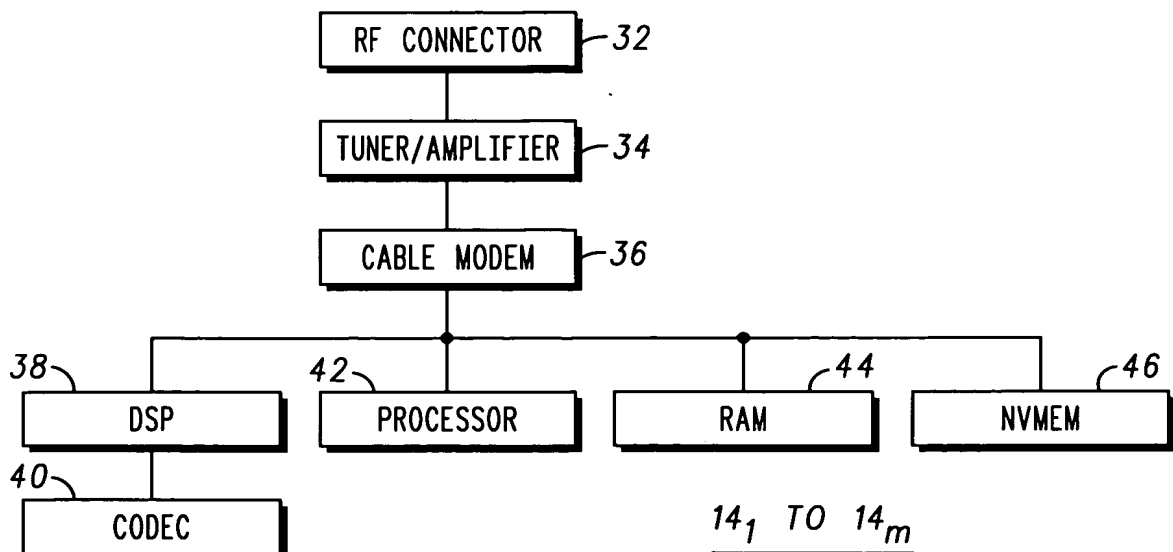 RF CONNECTOR 32
TUNER/AMPLIFIER 34
CABLE MODEM 36
38 42 44 46
DSP PROCESSOR RAM NVMEM
40
CODEC
14₁ TO 14ₘ